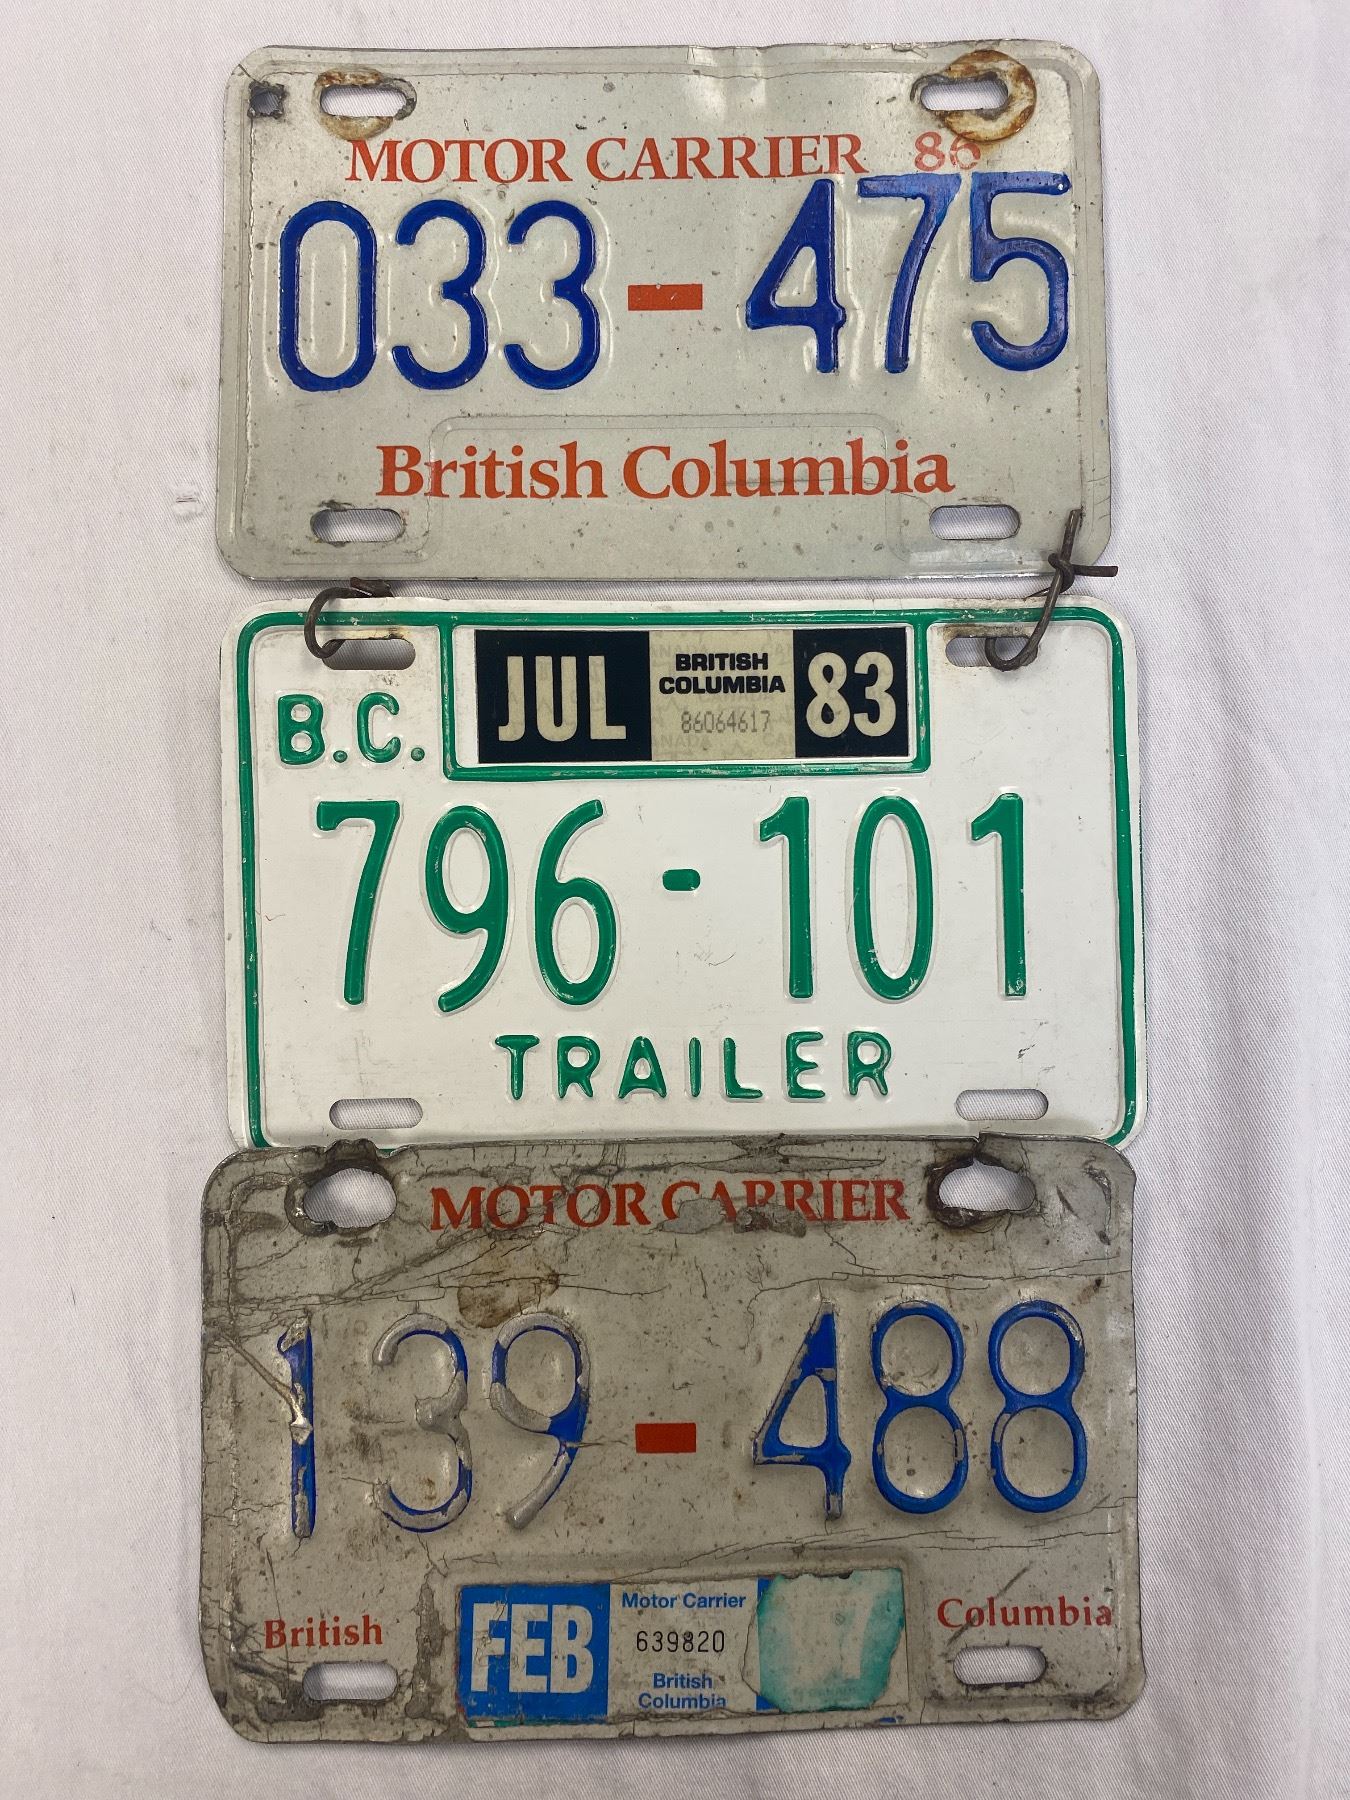 MOTOR CARRIER 86
033-475
British Columbia
B.C. JUL BRITISH COLUMBIA 86064617 83
796-101
TRAILER
MOTOR CARRIER
139-488
British Columbia
FEB
Motor Carrier
639820
British
Columbia